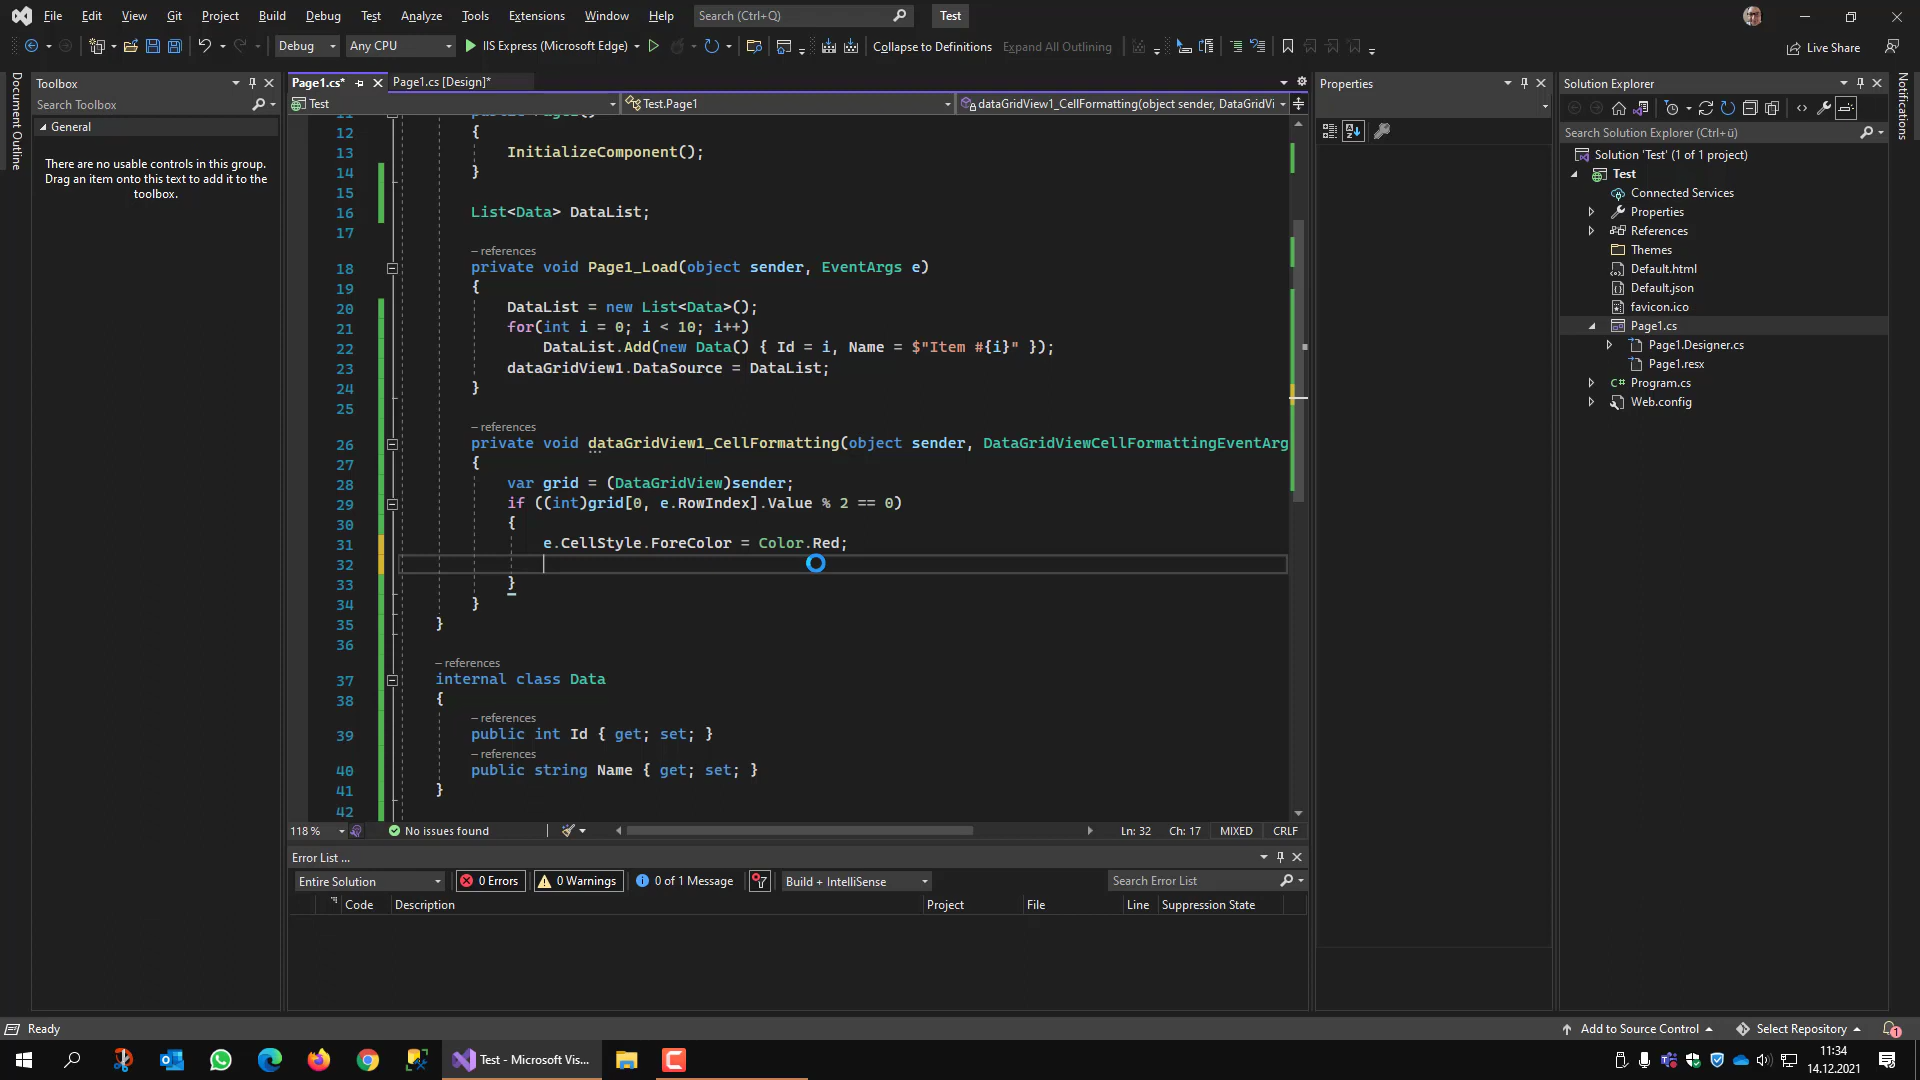 File Edit View Git Project Build Debug Test Analyze Tools Extensions Window Help Search (Ctrl+Q) Test
Debug Any CPU IIS Express (Microsoft Edge) Collapse to Definitions Expand All Outlining Live Share
Document Outline
Toolbox
Search Toolbox
General
There are no usable controls in this group.
Drag an item onto this text to add it to the
toolbox.
Page1.cs* Page1.cs [Design]*
Test Test.Page1 dataGridView1_CellFormatting(object sender, DataGridVi
12 {
13 InitializeComponent();
14 }
15
16 List<Data> DataList;
17
– references
18 private void Page1_Load(object sender, EventArgs e)
19 {
20 DataList = new List<Data>();
21 for(int i = 0; i < 10; i++)
22 DataList.Add(new Data() { Id = i, Name = $"Item #{i}" });
23 dataGridView1.DataSource = DataList;
24 }
25
– references
26 private void dataGridView1_CellFormatting(object sender, DataGridViewCellFormattingEventArg
27 {
28 var grid = (DataGridView)sender;
29 if ((int)grid[0, e.RowIndex].Value % 2 == 0)
30 {
31 e.CellStyle.ForeColor = Color.Red;
32
33 }
34 }
35 }
36
– references
37 internal class Data
38 {
– references
39 public int Id { get; set; }
– references
40 public string Name { get; set; }
41 }
42
118 % No issues found Ln: 32 Ch: 17 MIXED CRLF
Error List ...
Entire Solution 0 Errors 0 Warnings 0 of 1 Message Build + IntelliSense Search Error List
Code Description Project File Line Suppression State
Properties
Solution Explorer
Search Solution Explorer (Ctrl+ü)
Solution 'Test' (1 of 1 project)
Test
Connected Services
Properties
References
Themes
Default.html
Default.json
favicon.ico
Page1.cs
Page1.Designer.cs
Page1.resx
C# Program.cs
Web.config
Notifications
Ready Add to Source Control Select Repository 1
Test - Microsoft Vis... 11:34
14.12.2021